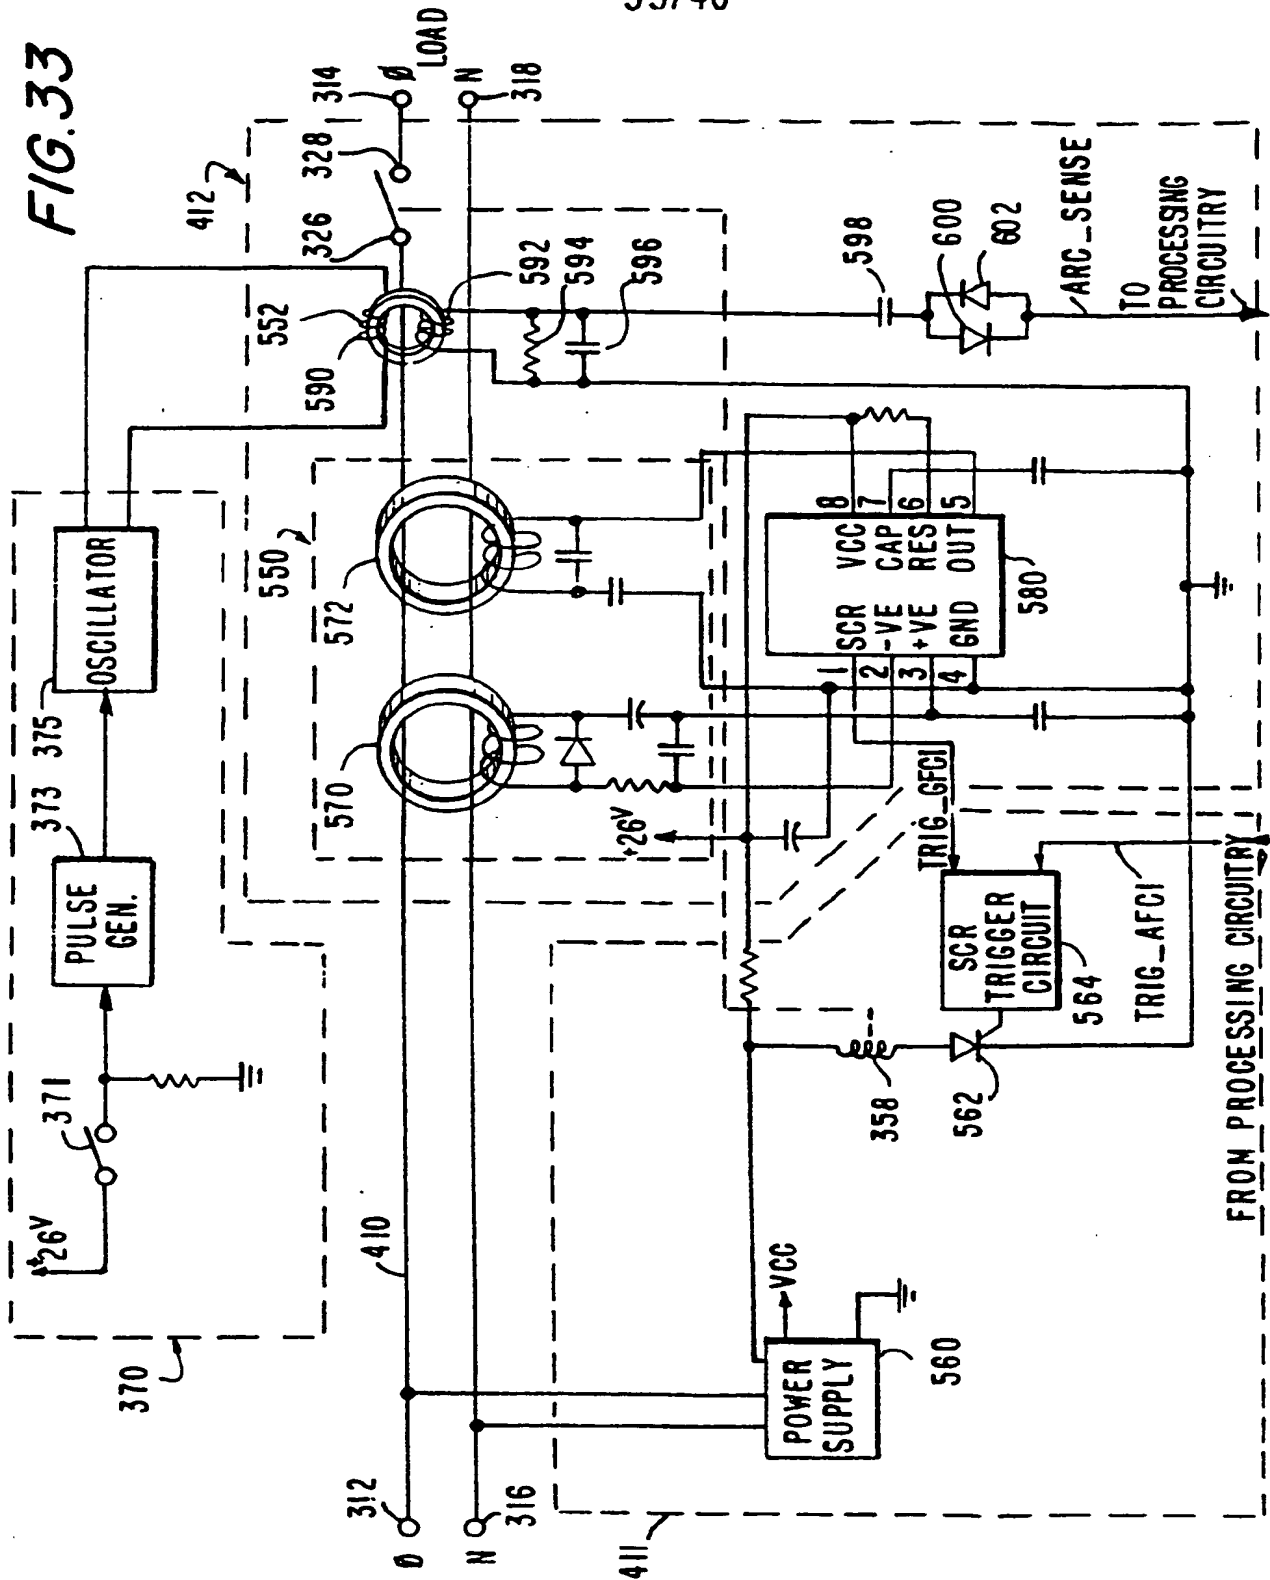 FIG.33
370
+26V
371
373
PULSE
GEN.
375
OSCILLATOR
412
550
570
572
590
552
326
328
314
Ø
LOAD
N
318
312
Ø
N
316
410
592
594
596
598
600
602
ARC_SENSE
TO
PROCESSING
CIRCUITRY
+26V
1
2
3
4
SCR
-VE
+VE
GND
VCC
CAP
RES
OUT
8
7
6
5
580
TRIG_GFCI
SCR
TRIGGER
CIRCUIT
564
TRIG_AFCI
358
562
VCC
POWER
SUPPLY
560
411
FROM PROCESSING CIRCUITRY